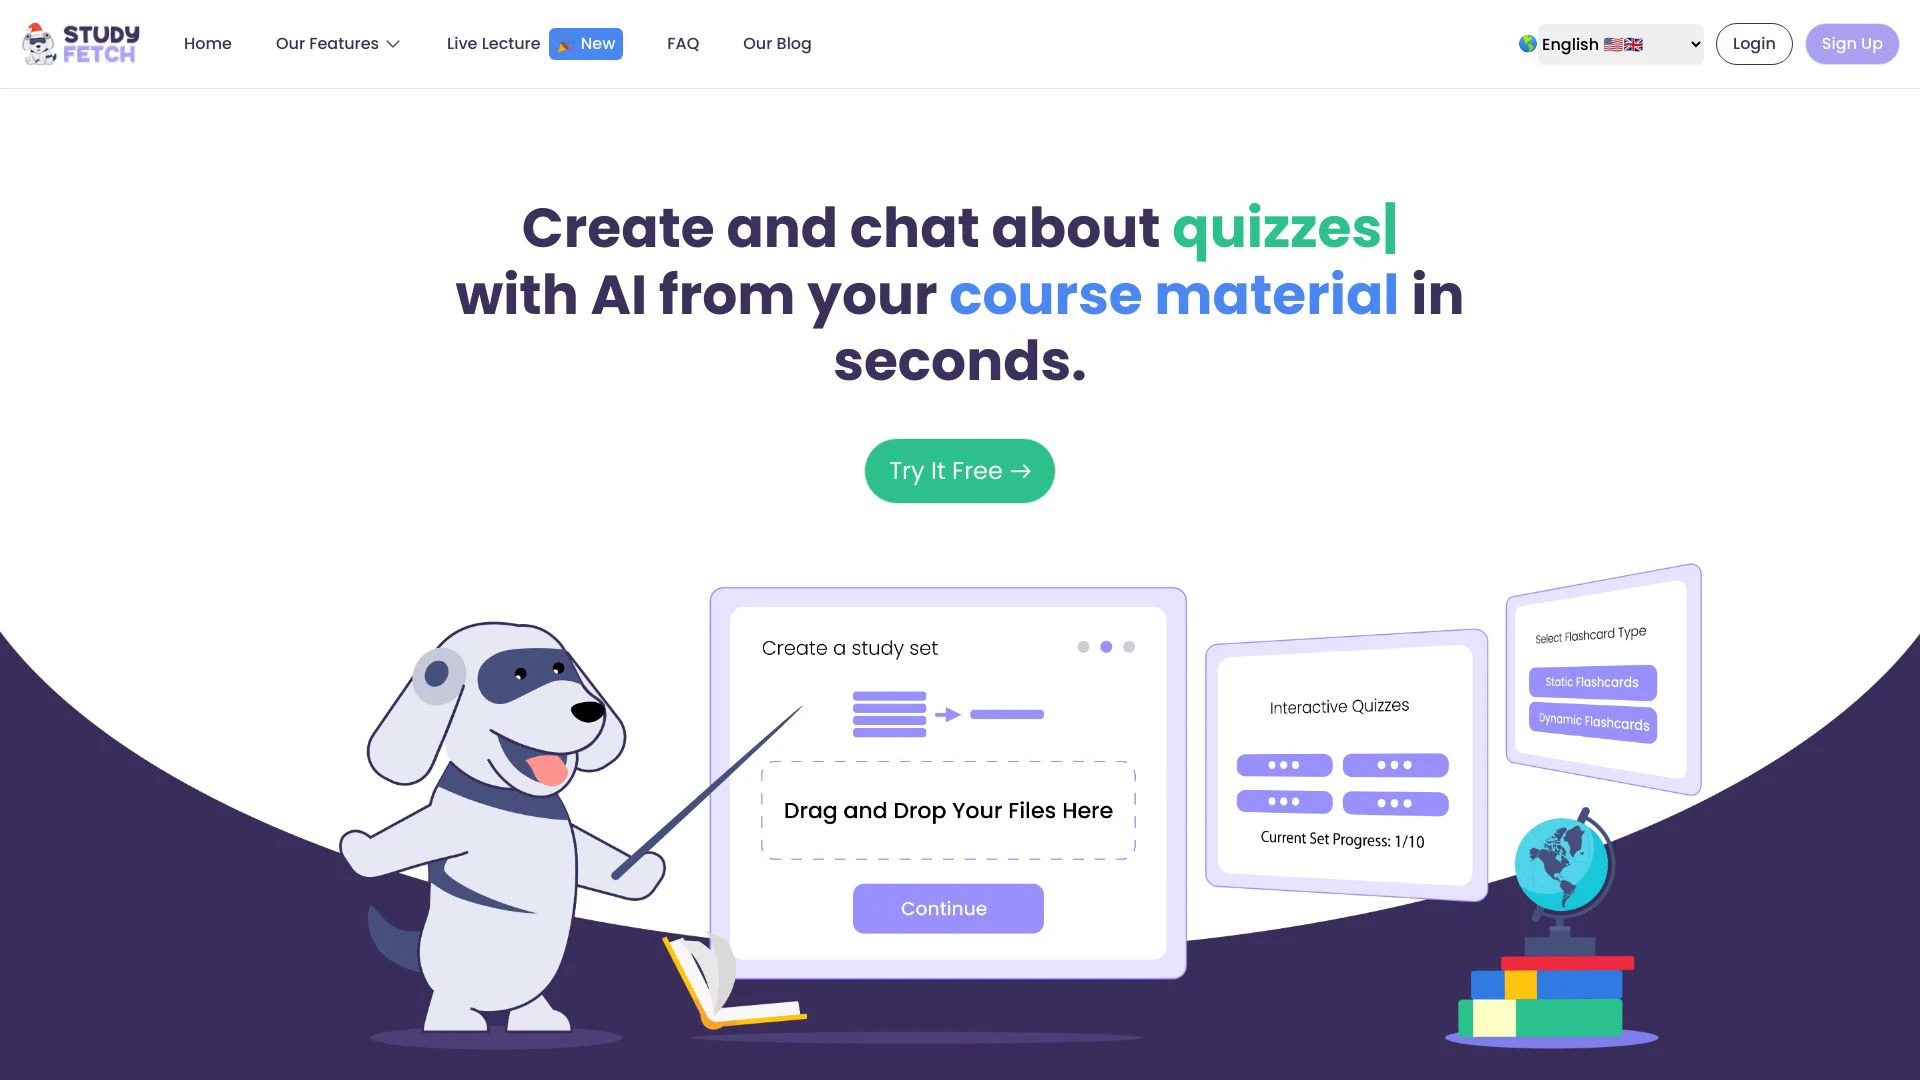 STUDY
FETCH
Home
Our Features
Live Lecture
🎉 New
FAQ
Our Blog
🌎 English 🇺🇸🇬🇧
Login
Sign Up
Create and chat about quizzes|
with AI from your course material in
seconds.
Try It Free →
Create a study set
Drag and Drop Your Files Here
Continue
Interactive Quizzes
Current Set Progress: 1/10
Select Flashcard Type
Static Flashcards
Dynamic Flashcards